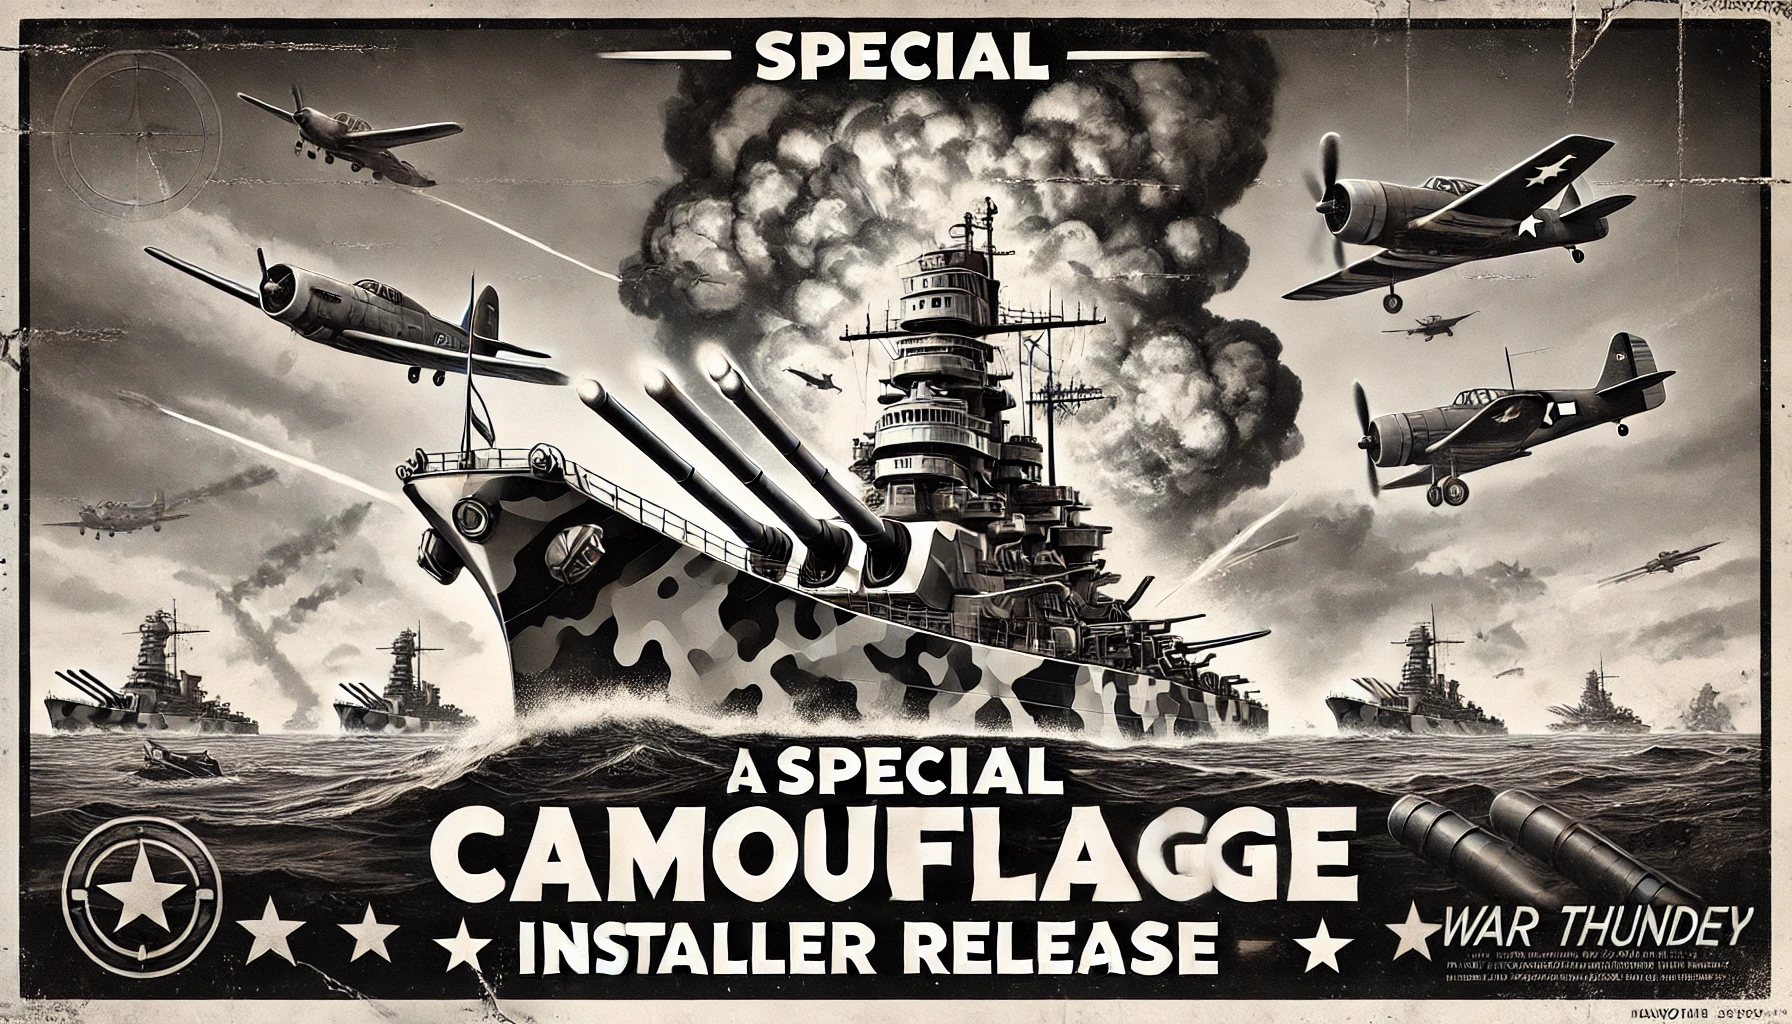 SPECIAL
A SPECIAL
CAMOUFLAGGE
INSTALLER RELEASE
WAR THUNDEY